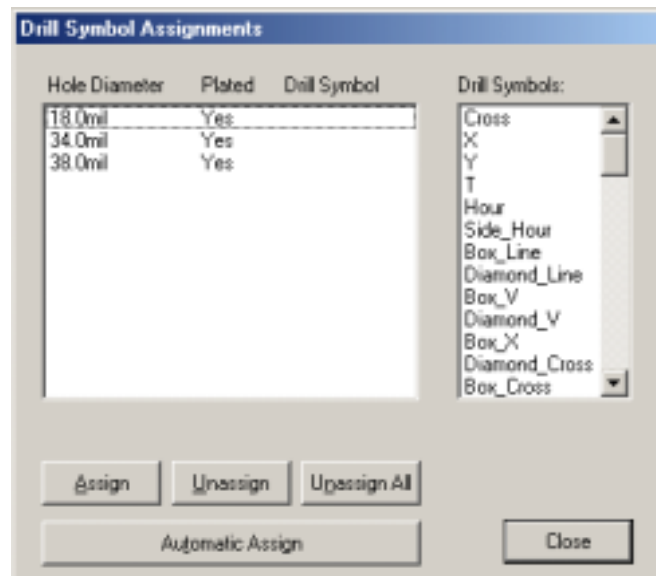 Drill Symbol Assignments
Hole Diameter Plated Drill Symbol
18.0mil Yes
34.0mil Yes
38.0mil Yes
Drill Symbols:
Cross
X
Y
T
Hour
Side_Hour
Box_Line
Diamond_Line
Box_V
Diamond_V
Box_X
Diamond_Cross
Box_Cross
Assign Unassign Unassign All
Automatic Assign
Close